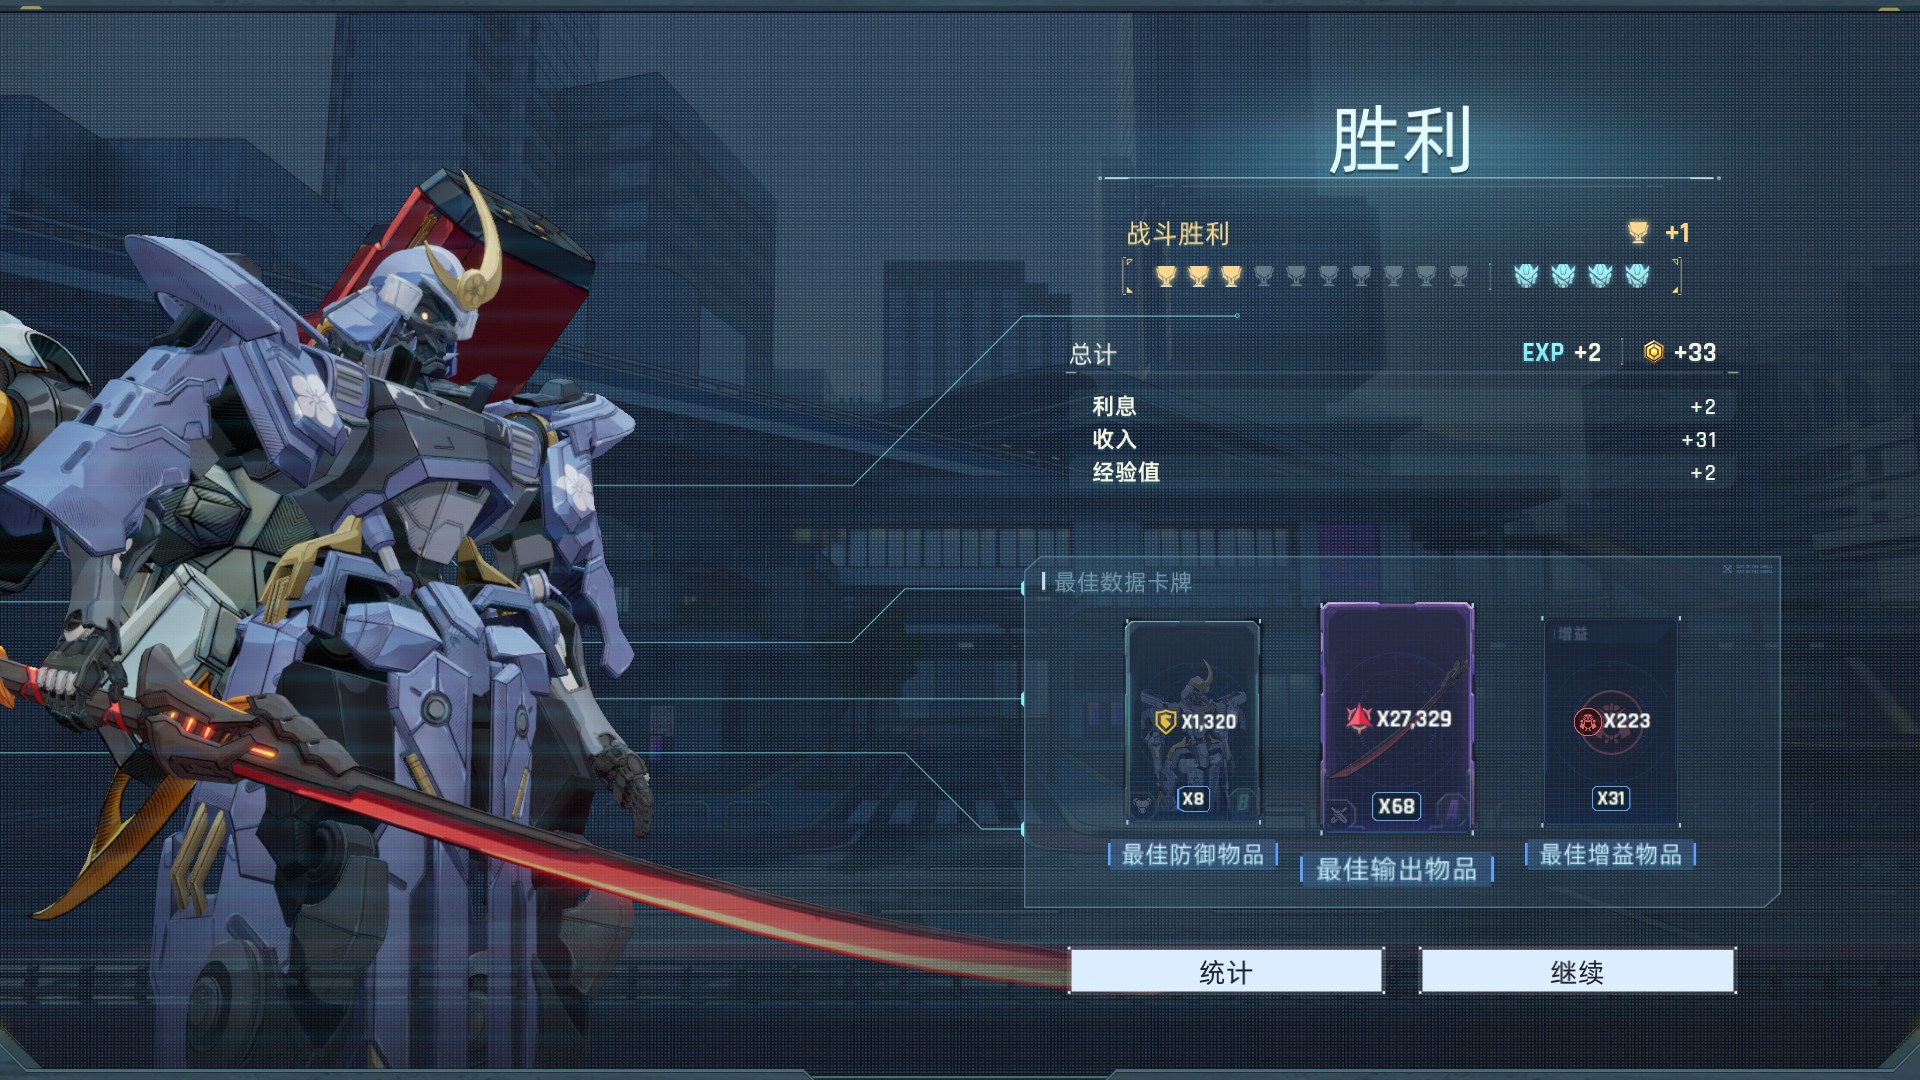 胜利
战斗胜利 +1
总计 EXP +2 +33
利息 +2
收入 +31
经验值 +2
最佳数据卡牌
增益
X1,320 X27,329 X223
X8 B X68 A X31
最佳防御物品 最佳输出物品 最佳增益物品
统计 继续